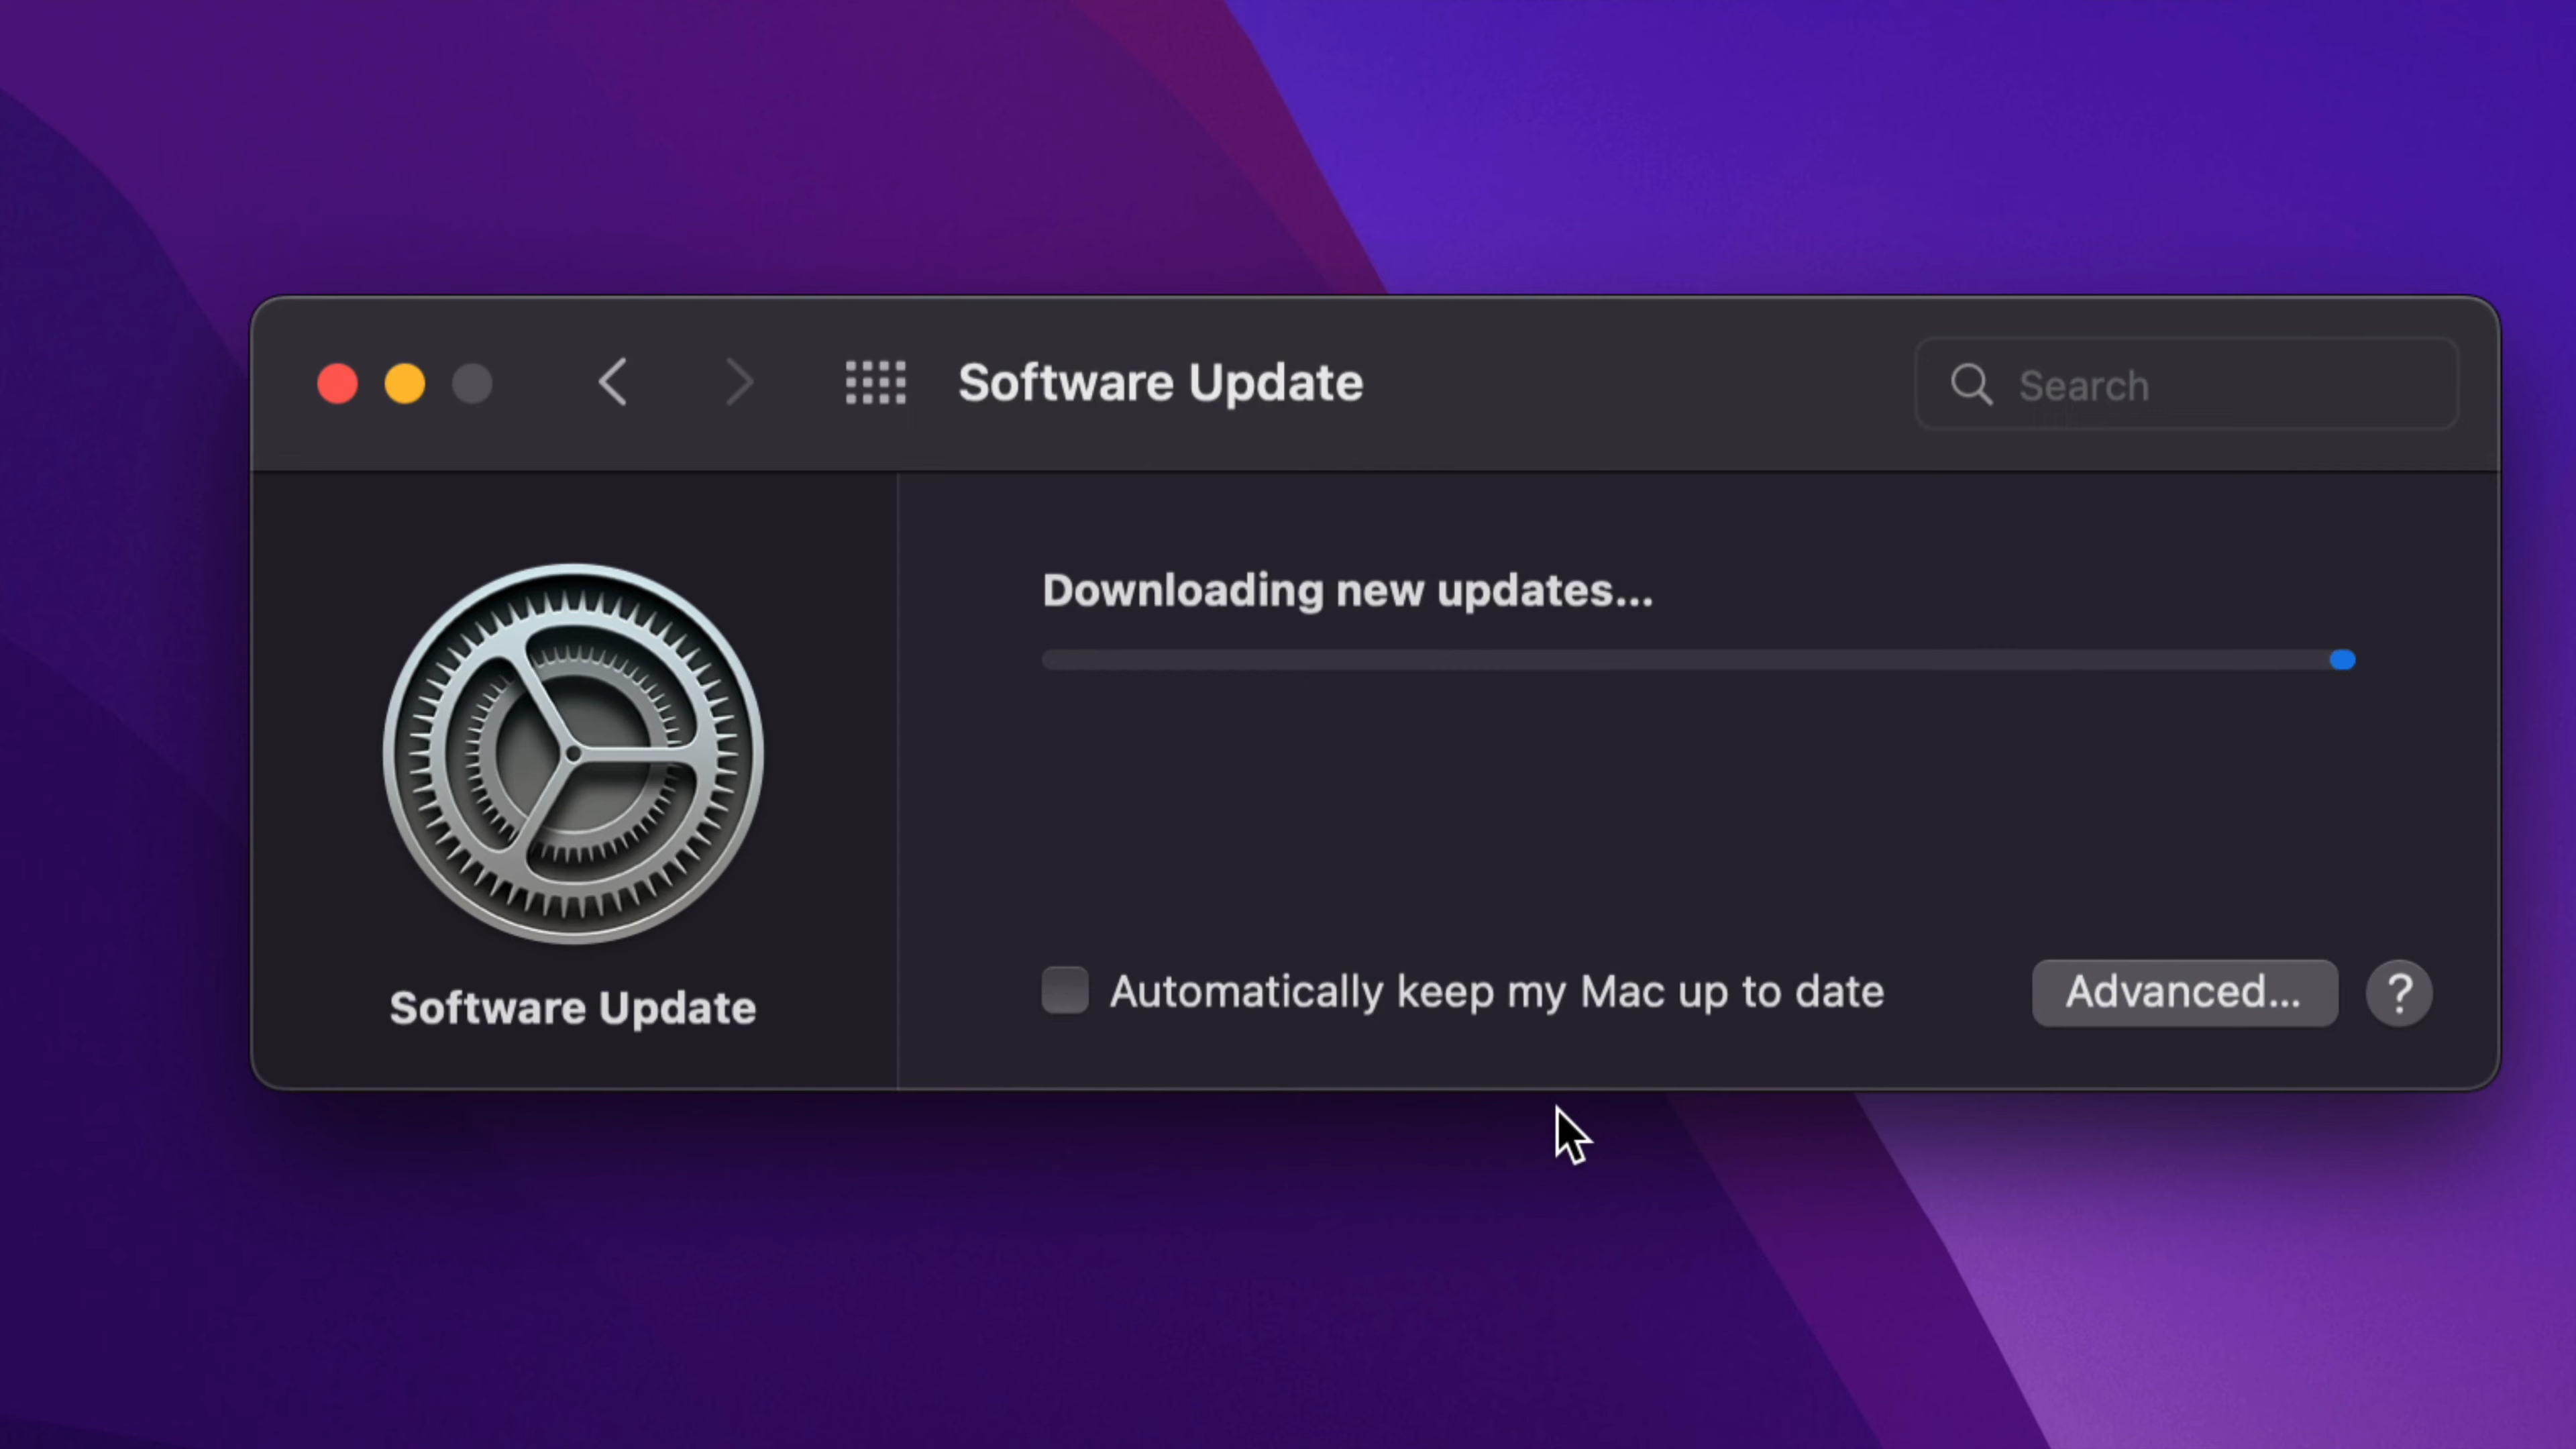 Software Update
Search
Downloading new updates...
Software Update
Automatically keep my Mac up to date
Advanced...
?